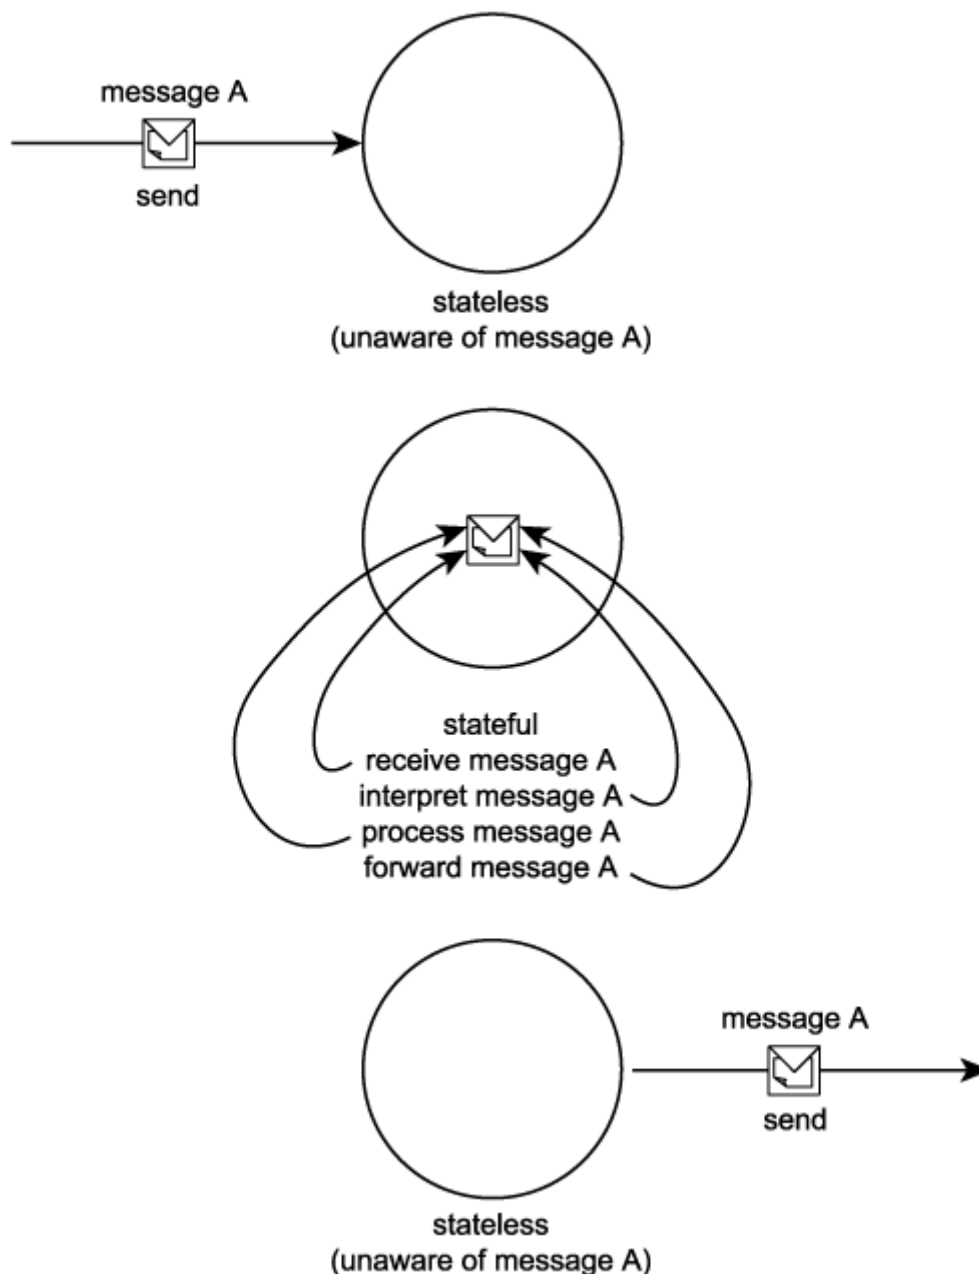 message A
send
stateless
(unaware of message A)
stateful
receive message A
interpret message A
process message A
forward message A
message A
send
stateless
(unaware of message A)